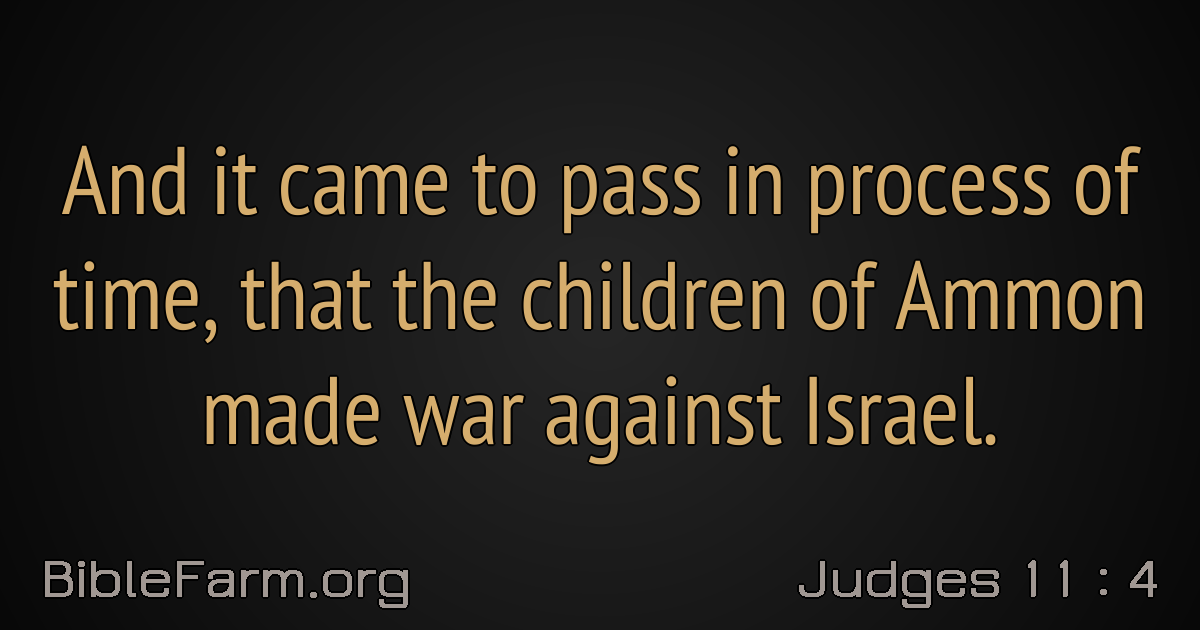 And it came to pass in process of
time, that the children of Ammon
made war against Israel.
BibleFarm.org
Judges 11 : 4